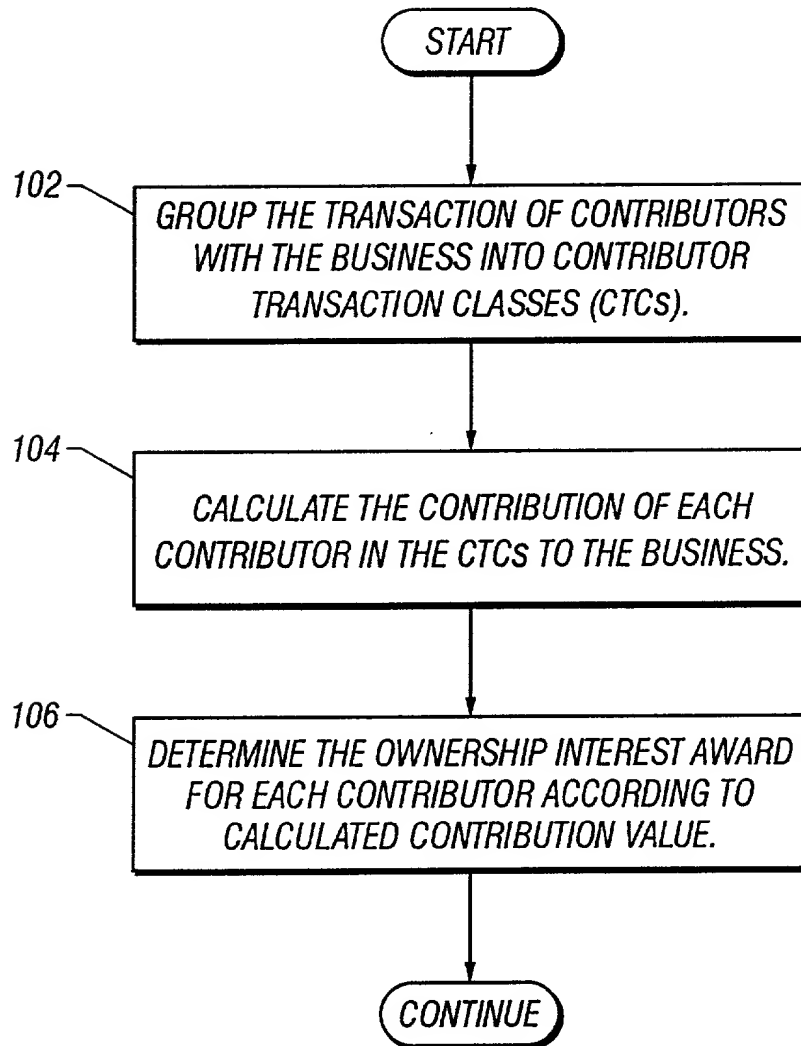 START
102
GROUP THE TRANSACTION OF CONTRIBUTORS
WITH THE BUSINESS INTO CONTRIBUTOR
TRANSACTION CLASSES (CTCs).
104
CALCULATE THE CONTRIBUTION OF EACH
CONTRIBUTOR IN THE CTCs TO THE BUSINESS.
106
DETERMINE THE OWNERSHIP INTEREST AWARD
FOR EACH CONTRIBUTOR ACCORDING TO
CALCULATED CONTRIBUTION VALUE.
CONTINUE